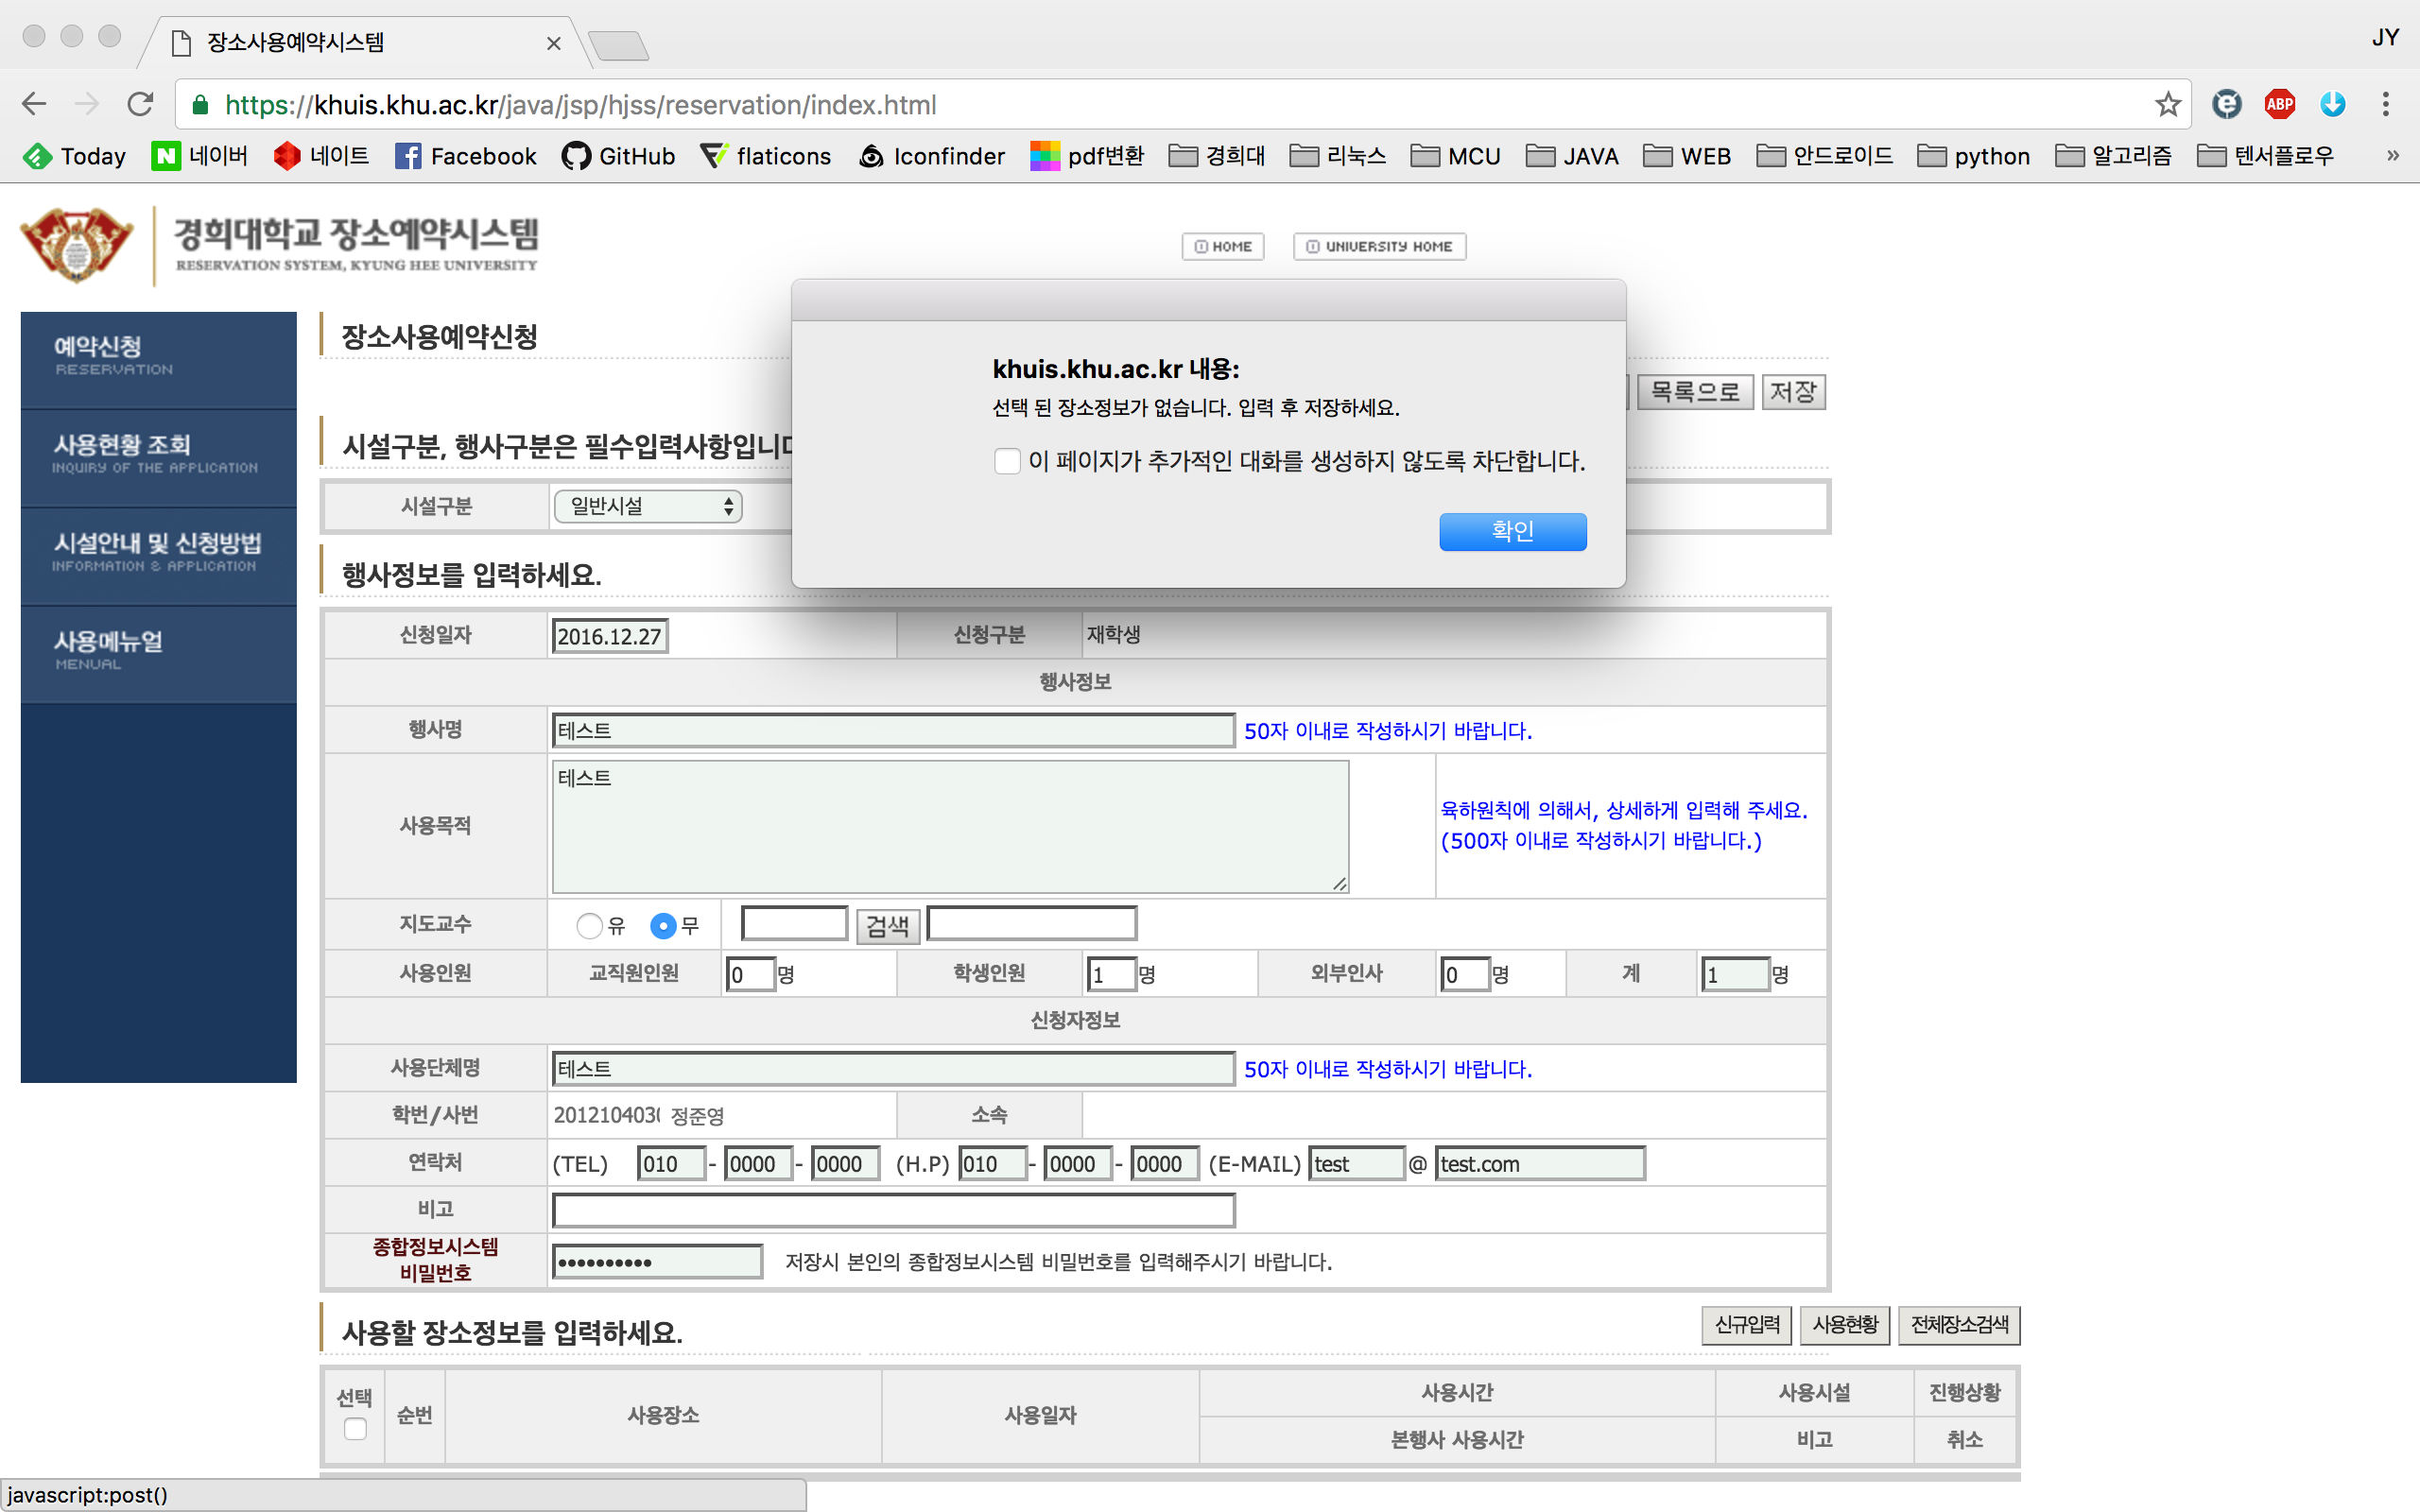 장소사용예약시스템
JY
https://khuis.khu.ac.kr/java/jsp/hjss/reservation/index.html
ABP
Today 네이버 네이트 Facebook GitHub flaticons Iconfinder pdf변환 경희대 리눅스 MCU JAVA WEB 안드로이드 python 알고리즘 텐서플로우 »
경희대학교 장소예약시스템
RESERVATION SYSTEM, KYUNG HEE UNIVERSITY
HOME UNIVERSITY HOME
예약신청
RESERVATION
사용현황 조회
INQUIRY OF THE APPLICATION
시설안내 및 신청방법
INFORMATION & APPLICATION
사용메뉴얼
MENUAL
장소사용예약신청
목록으로 저장
khuis.khu.ac.kr 내용:
선택 된 장소정보가 없습니다. 입력 후 저장하세요.
이 페이지가 추가적인 대화를 생성하지 않도록 차단합니다.
확인
시설구분, 행사구분은 필수입력사항입니다
시설구분 일반시설
행사정보를 입력하세요.
신청일자 2016.12.27 신청구분 재학생
행사정보
행사명 테스트 50자 이내로 작성하시기 바랍니다.
사용목적 테스트
육하원칙에 의해서, 상세하게 입력해 주세요.
(500자 이내로 작성하시기 바랍니다.)
지도교수 유 무 검색
사용인원 교직원인원 0 명 학생인원 1 명 외부인사 0 명 계 1 명
신청자정보
사용단체명 테스트 50자 이내로 작성하시기 바랍니다.
학번/사번 201210403 정준영 소속
연락처 (TEL) 010 - 0000 - 0000 (H.P) 010 - 0000 - 0000 (E-MAIL) test @ test.com
비고
종합정보시스템
비밀번호 •••••••••• 저장시 본인의 종합정보시스템 비밀번호를 입력해주시기 바랍니다.
사용할 장소정보를 입력하세요.
신규입력 사용현황 전체장소검색
선택 순번 사용장소 사용일자 사용시간 사용시설 진행상황
본행사 사용시간 비고 취소
javascript:post()